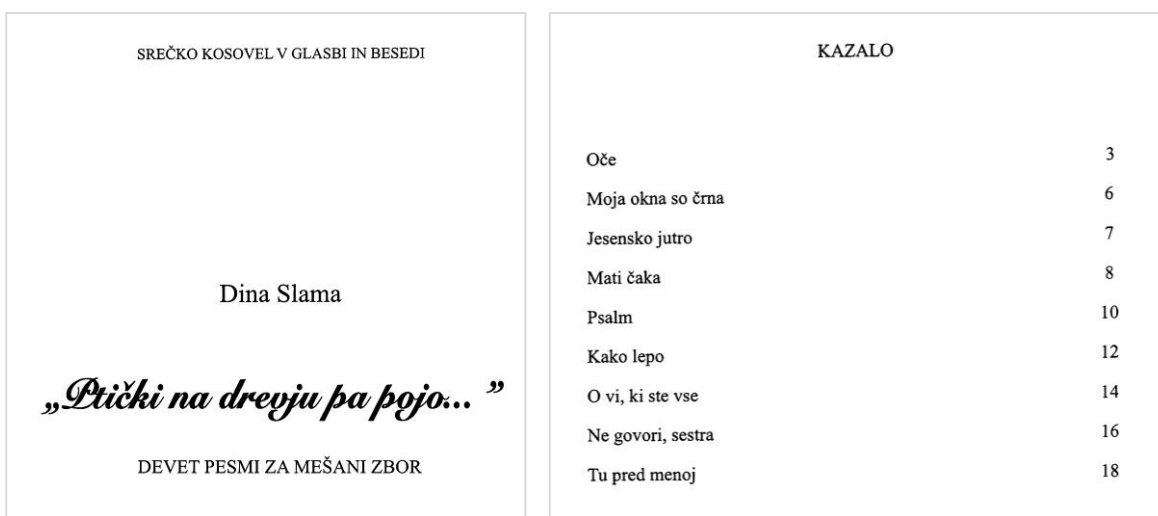 SREČKO KOSOVEL V GLASBI IN BESEDI
Dina Slama
„Ptički na drevju pa pojo... ”
DEVET PESMI ZA MEŠANI ZBOR
KAZALO
Oče 3
Moja okna so črna 6
Jesensko jutro 7
Mati čaka 8
Psalm 10
Kako lepo 12
O vi, ki ste vse 14
Ne govori, sestra 16
Tu pred menoj 18